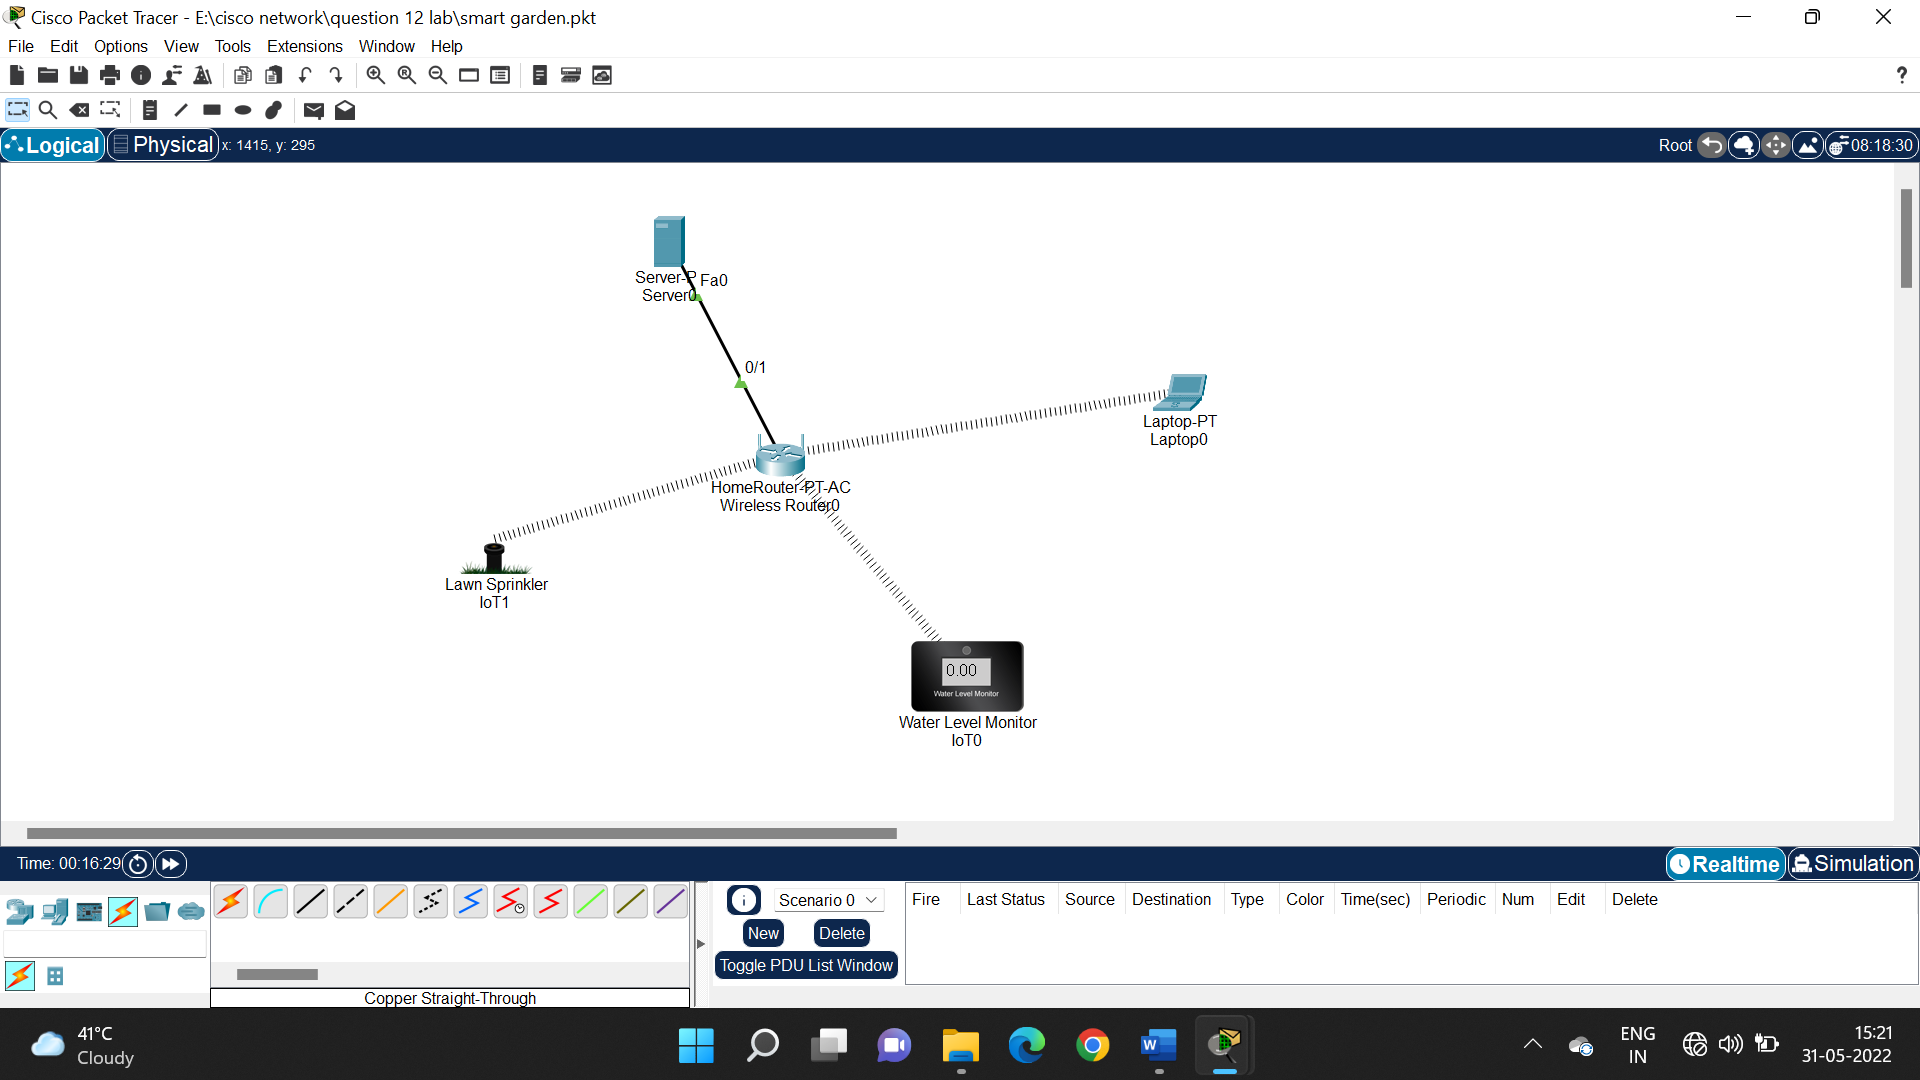 Cisco Packet Tracer - E:\cisco network\question 12 lab\smart garden.pkt
File Edit Options View Tools Extensions Window Help
?
Logical Physical x: 1415, y: 295 Root 08:18:30
Server-P Fa0
Server0
0/1
Laptop-PT
Laptop0
HomeRouter-PT-AC
Wireless Router0
Lawn Sprinkler
IoT1
0.00
Water Level Monitor
Water Level Monitor
IoT0
Time: 00:16:29 Realtime Simulation
Scenario 0 Fire Last Status Source Destination Type Color Time(sec) Periodic Num Edit Delete
New Delete
Toggle PDU List Window
Copper Straight-Through
41°C
Cloudy
ENG
IN
15:21
31-05-2022